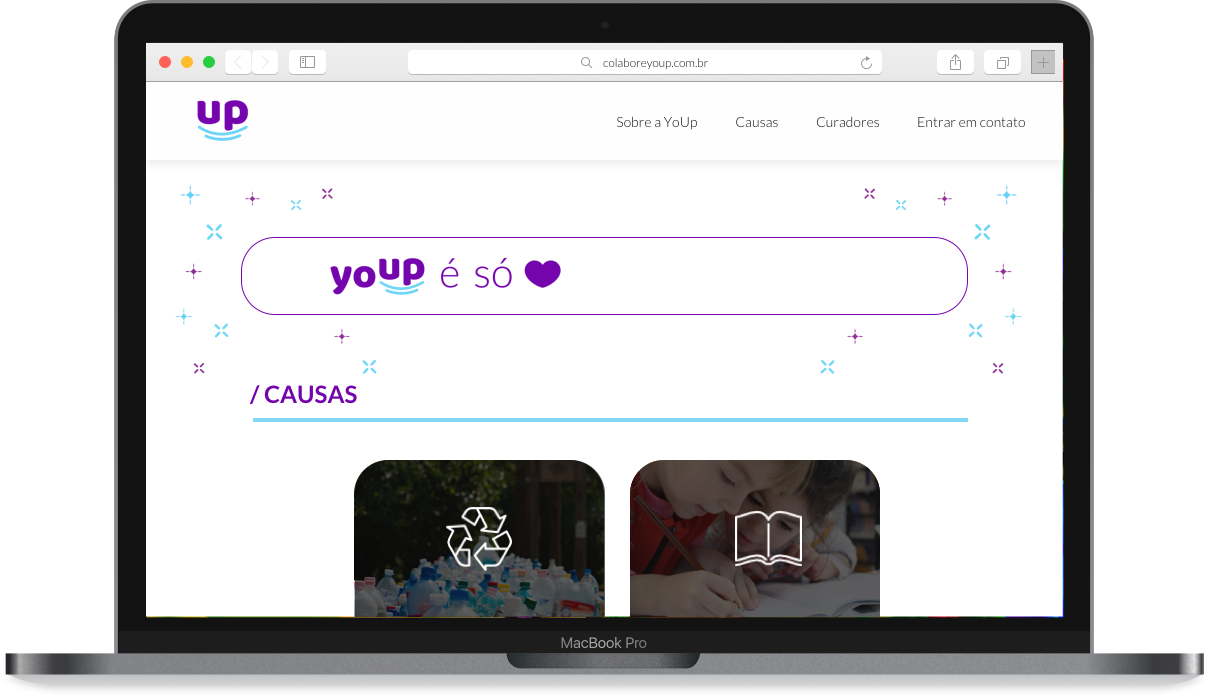 colaboreyoup.com.br
up
Sobre a YoUp Causas Curadores Entrar em contato
youp é só
/ CAUSAS
MacBook Pro